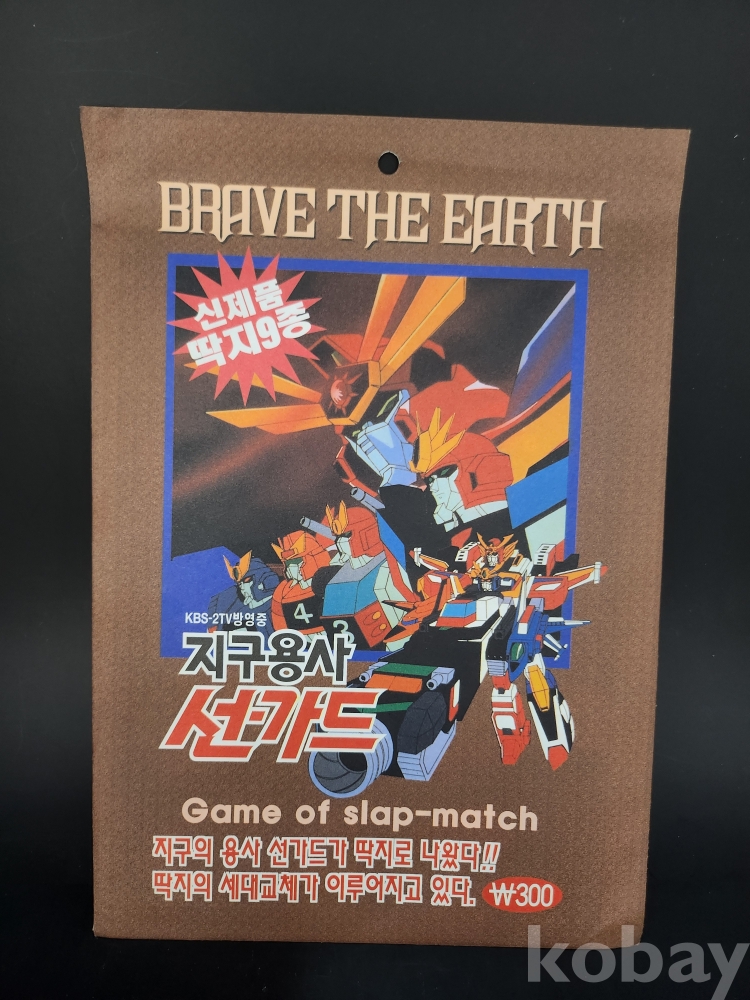 BRAVE THE EARTH
신제품
딱지9종
4
3
KBS-2TV방영중
지구용사
선가드
Game of slap-match
지구의 용사 선가드가 딱지로 나왔다!!
딱지의 세대교체가 이루어지고 있다.
₩300
kobay